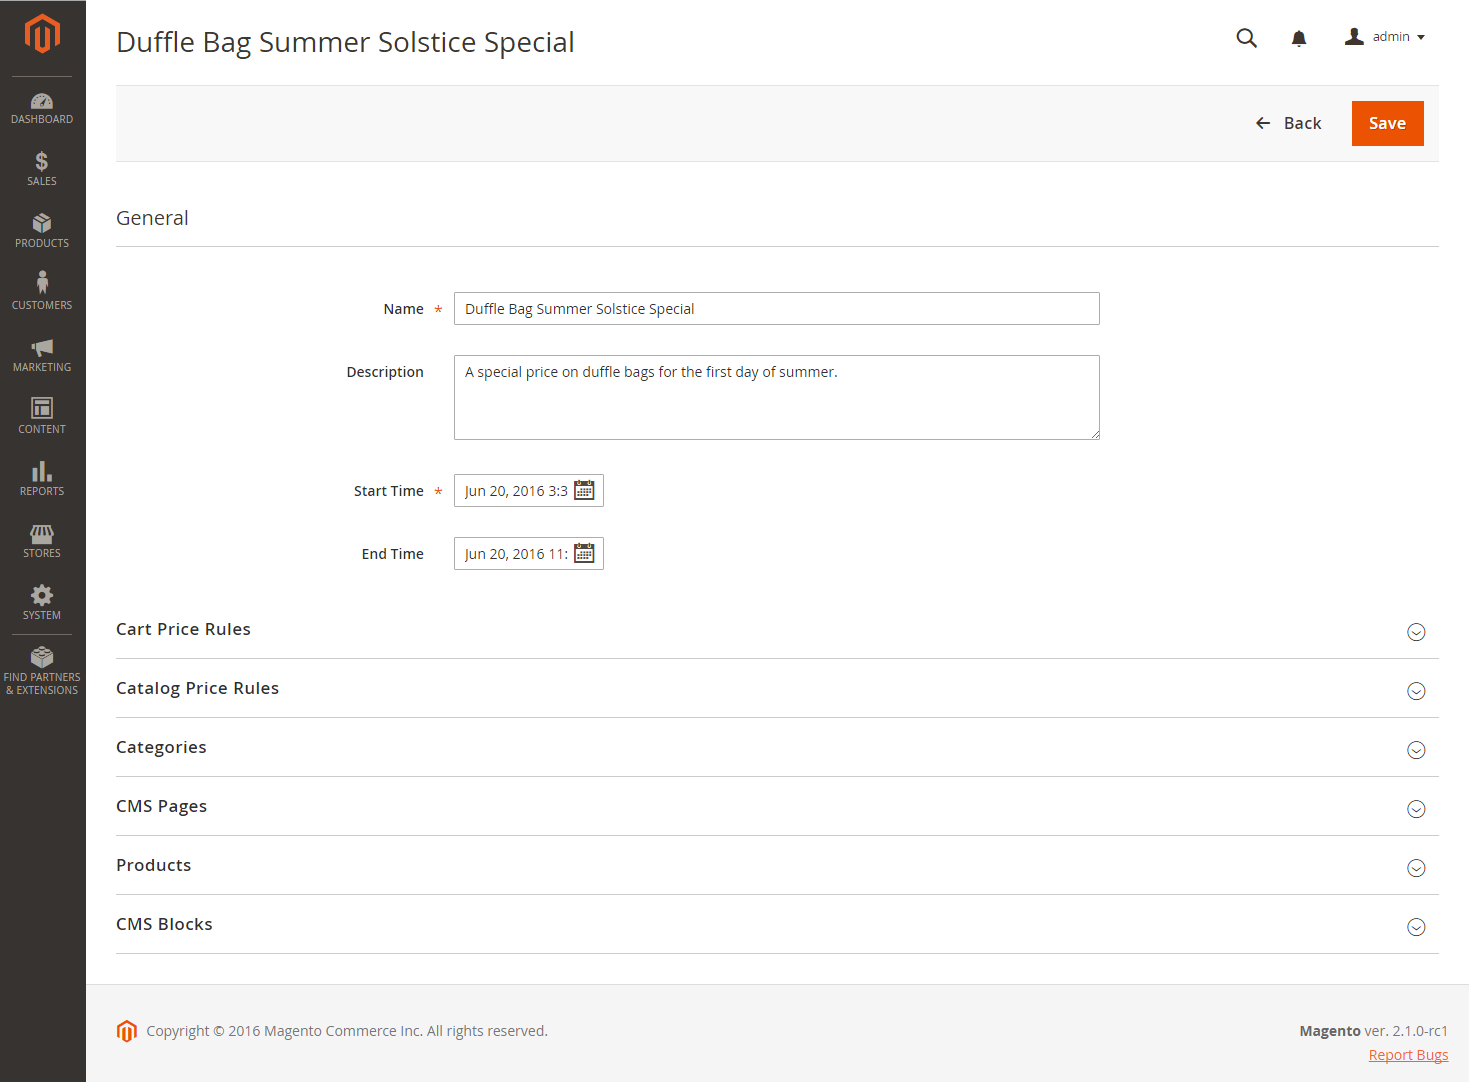 Duffle Bag Summer Solstice Special
admin
DASHBOARD
SALES
PRODUCTS
CUSTOMERS
MARKETING
CONTENT
REPORTS
STORES
SYSTEM
FIND PARTNERS
& EXTENSIONS
Back
Save
General
Name *
Duffle Bag Summer Solstice Special
Description
A special price on duffle bags for the first day of summer.
Start Time *
Jun 20, 2016 3:3
End Time
Jun 20, 2016 11:
Cart Price Rules
Catalog Price Rules
Categories
CMS Pages
Products
CMS Blocks
Copyright © 2016 Magento Commerce Inc. All rights reserved.
Magento ver. 2.1.0-rc1
Report Bugs